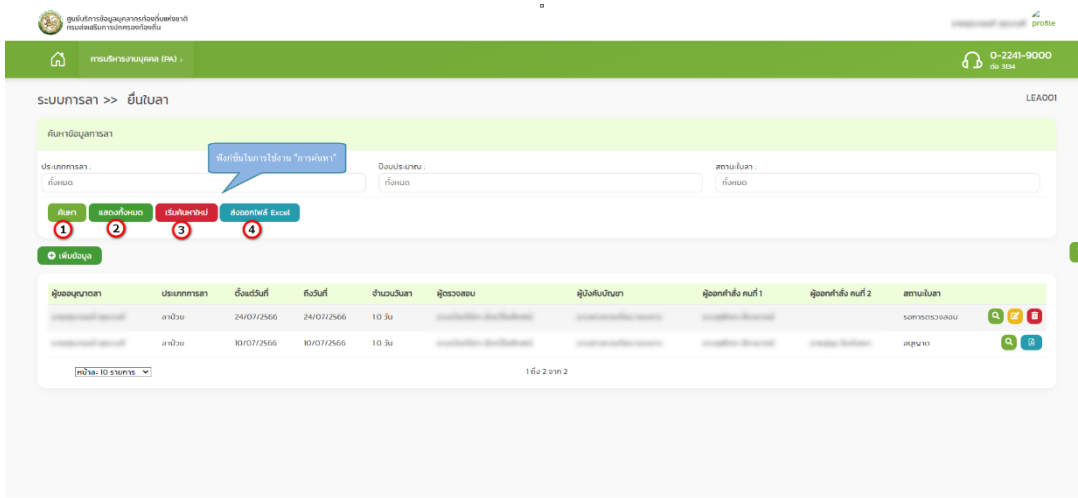 ศูนย์บริการข้อมูลบุคลากรท้องถิ่นแห่งชาติ
กรมส่งเสริมการปกครองท้องถิ่น
profile
การบริหารงานบุคคล (PA) ›
0-2241-9000
ต่อ 3134
ระบบการลา >> ยื่นใบลา
LEA001
ค้นหาข้อมูลการลา
ฟังก์ชั่นในการใช้งาน "การค้นหา"
ประเภทการลา : ปีงบประมาณ : สถานะใบลา :
ทั้งหมด ทั้งหมด ทั้งหมด
ค้นหา แสดงทั้งหมด เริ่มค้นหาใหม่ ส่งออกไฟล์ Excel
1 2 3 4
เพิ่มข้อมูล
ผู้ขออนุญาตลา ประเภทการลา ตั้งแต่วันที่ ถึงวันที่ จำนวนวันลา ผู้ตรวจสอบ ผู้บังคับบัญชา ผู้ออกคำสั่ง คนที่ 1 ผู้ออกคำสั่ง คนที่ 2 สถานะใบลา
ลาป่วย 24/07/2566 24/07/2566 1.0 วัน รอการตรวจสอบ
ลาป่วย 10/07/2566 10/07/2566 1.0 วัน อนุญาต
หน้าละ 10 รายการ 1 ถึง 2 จาก 2